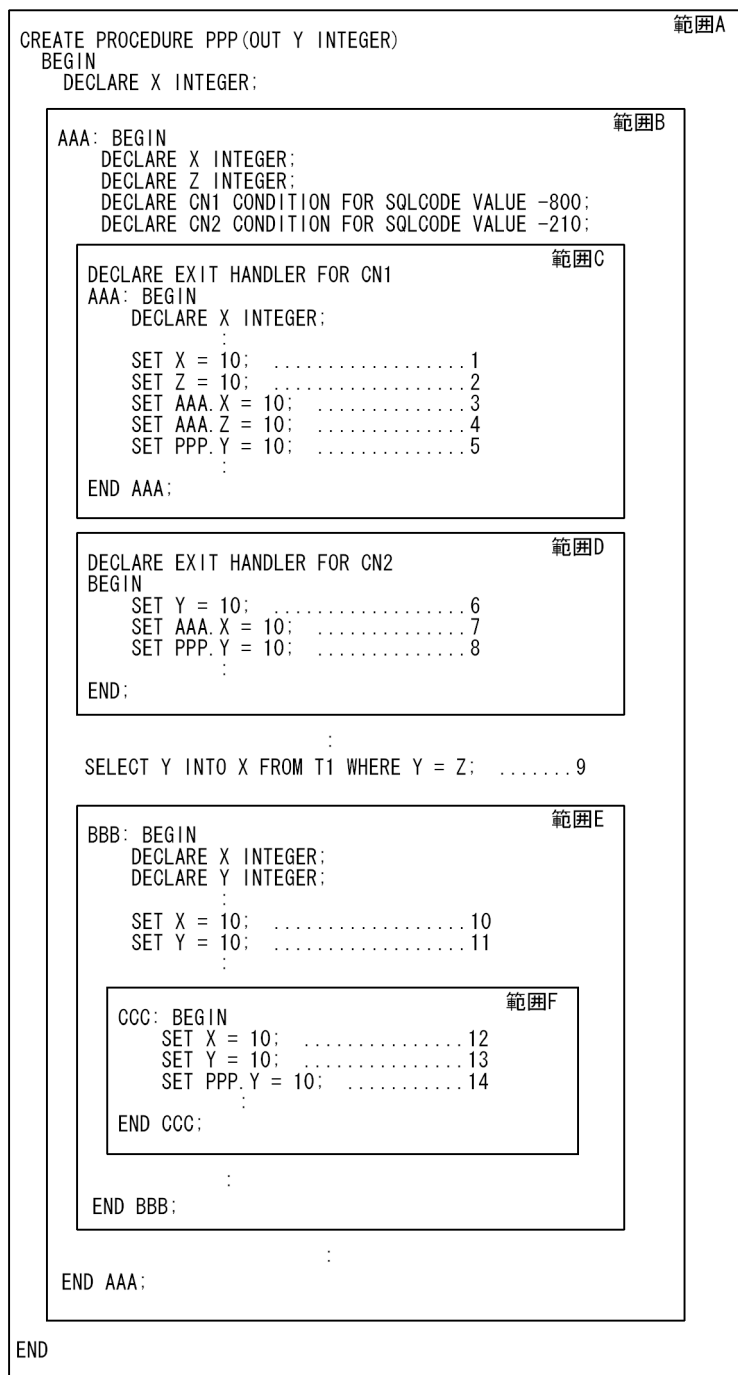 範囲A
CREATE PROCEDURE PPP(OUT Y INTEGER)
BEGIN
DECLARE X INTEGER;
範囲B
AAA: BEGIN
DECLARE X INTEGER;
DECLARE Z INTEGER;
DECLARE CN1 CONDITION FOR SQLCODE VALUE -800;
DECLARE CN2 CONDITION FOR SQLCODE VALUE -210;
範囲C
DECLARE EXIT HANDLER FOR CN1
AAA: BEGIN
DECLARE X INTEGER;
:
SET X = 10; ..................1
SET Z = 10; ..................2
SET AAA.X = 10; ..............3
SET AAA.Z = 10; ..............4
SET PPP.Y = 10; ..............5
:
END AAA;
範囲D
DECLARE EXIT HANDLER FOR CN2
BEGIN
SET Y = 10; ..................6
SET AAA.X = 10; ..............7
SET PPP.Y = 10; ..............8
:
END;
:
SELECT Y INTO X FROM T1 WHERE Y = Z; .......9
範囲E
BBB: BEGIN
DECLARE X INTEGER;
DECLARE Y INTEGER;
:
SET X = 10; ..................10
SET Y = 10; ..................11
:
範囲F
CCC: BEGIN
SET X = 10; ...............12
SET Y = 10; ...............13
SET PPP.Y = 10; ...........14
:
END CCC;
:
END BBB;
:
END AAA;
END